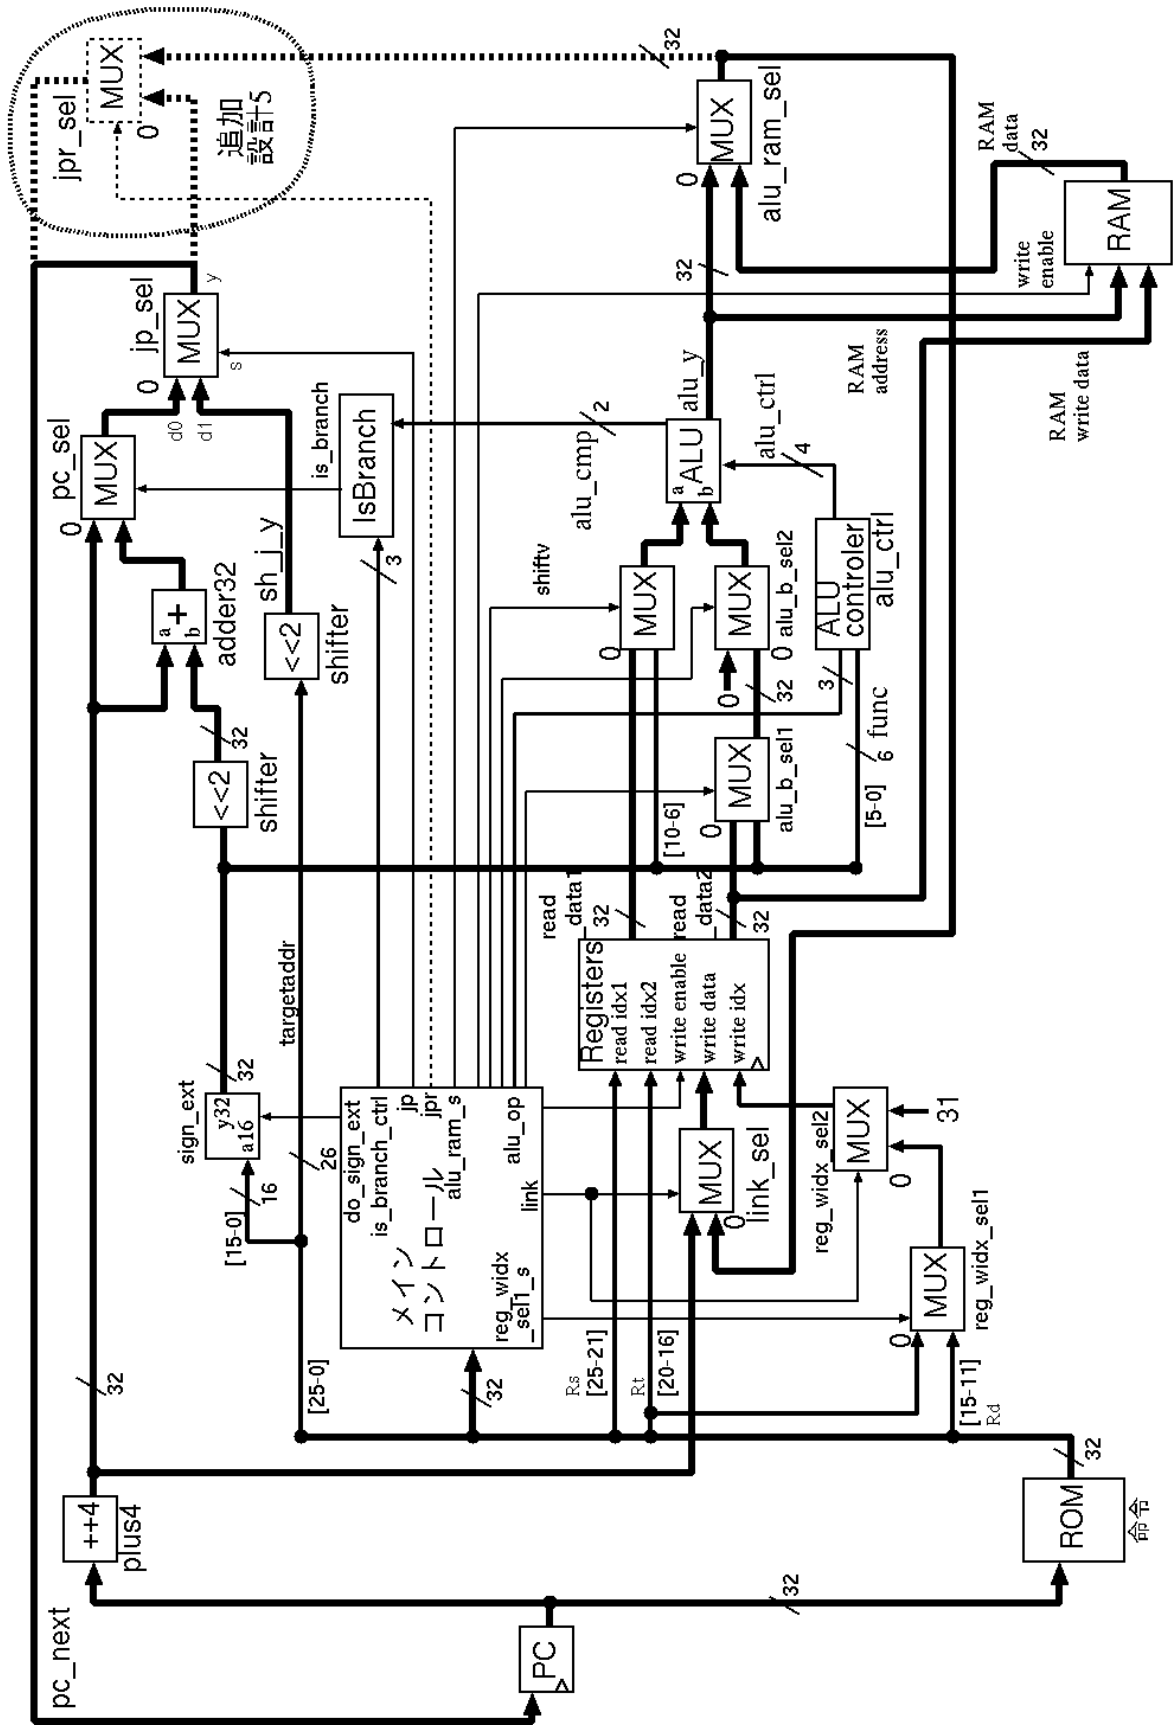 pc_next
PC
++4
plus4
32
ROM
命令
32
32
[25-0]
32
Rs
[25-21]
Rt
[20-16]
[15-11]
Rd
メイン
コントロール
do_sign_ext
is_branch_ctrl
jp
jpr
alu_ram_s
alu_op
link
reg_widx
_sel1_s
[15-0]
16
26
targetaddr
sign_ext
a16
y32
32
0
MUX
link_sel
0
MUX
reg_widx_sel1
0
MUX
reg_widx_sel2
31
Registers
read idx1
read idx2
write enable
write data
write idx
read
_data1
32
read
_data2
32
[10-6]
[5-0]
6
func
<<2
shifter
32
a
b
+
adder32
<<2
shifter
sh_j_y
0
MUX
alu_b_sel1
32
0
0
MUX
alu_b_sel2
0
MUX
shiftv
3
ALU
controler
alu_ctrl
4
alu_ctrl
3
IsBranch
is_branch
alu_cmp
2
a
b
ALU
alu_y
0
MUX
pc_sel
d0
d1
0
MUX
jp_sel
s
y
32
RAM
address
RAM
write data
write
enable
RAM
RAM
data
32
0
MUX
alu_ram_sel
32
追加
設計5
0
MUX
jpr_sel